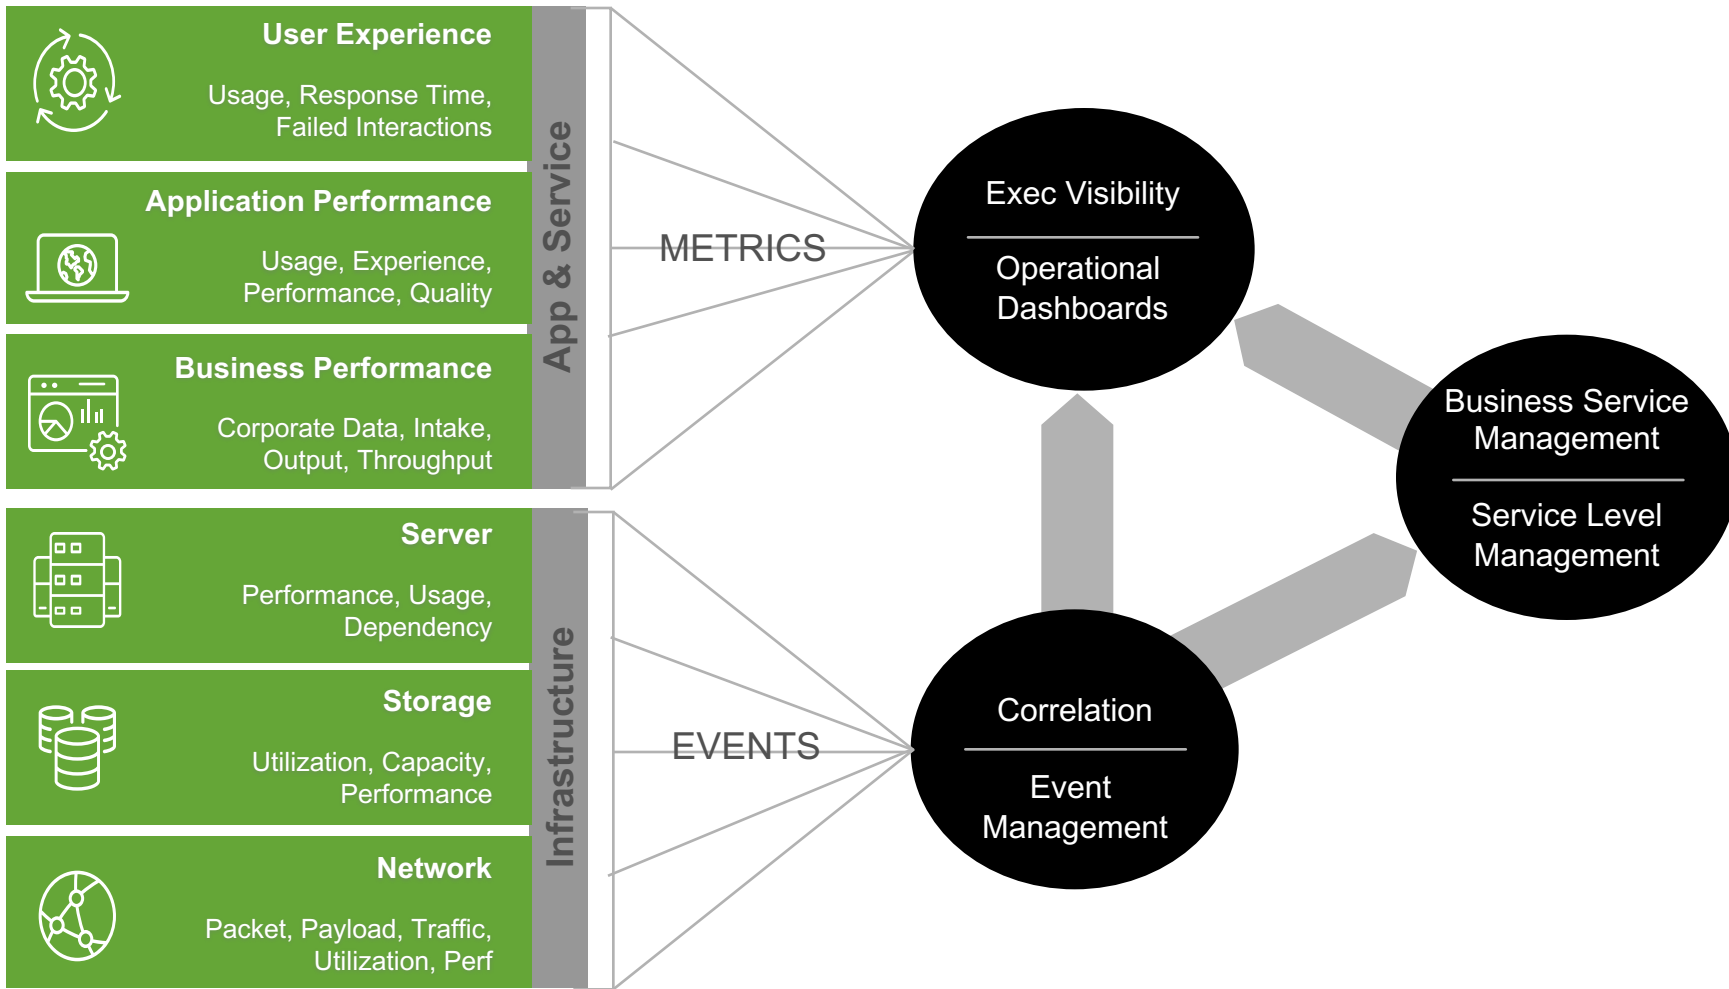 User Experience
Usage, Response Time,
Failed Interactions
Application Performance
Usage, Experience,
Performance, Quality
Business Performance
Corporate Data, Intake,
Output, Throughput
App & Service
METRICS
Server
Performance, Usage,
Dependency
Storage
Utilization, Capacity,
Performance
Network
Packet, Payload, Traffic,
Utilization, Perf
Infrastructure
EVENTS
Exec Visibility
Operational
Dashboards
Business Service
Management
Service Level
Management
Correlation
Event
Management